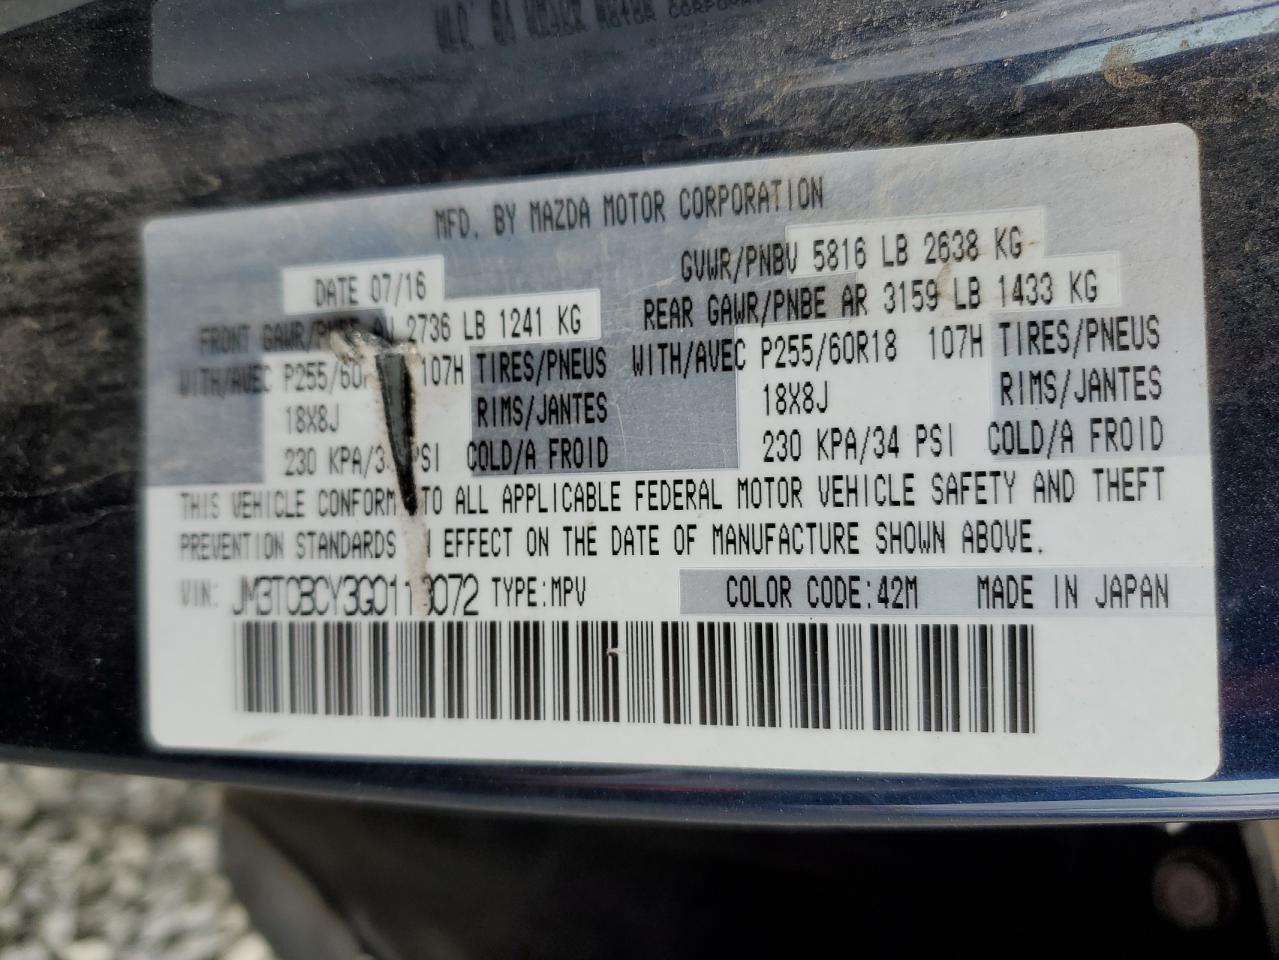 MFD. BY MAZDA MOTOR CORPORATION
DATE 07/16
GVWR/PNBV 5816 LB 2638 KG
FRONT GAWR/PNBE AV 2736 LB 1241 KG
REAR GAWR/PNBE AR 3159 LB 1433 KG
WITH/AVEC P255/60R 107H TIRES/PNEUS
WITH/AVEC P255/60R18 107H TIRES/PNEUS
18X8J RIMS/JANTES
18X8J RIMS/JANTES
230 KPA/3 PSI COLD/A FROID
230 KPA/34 PSI COLD/A FROID
THIS VEHICLE CONFORM TO ALL APPLICABLE FEDERAL MOTOR VEHICLE SAFETY AND THEFT
PREVENTION STANDARDS EFFECT ON THE DATE OF MANUFACTURE SHOWN ABOVE.
VIN: TYPE:MPV COLOR CODE:42M MADE IN JAPAN